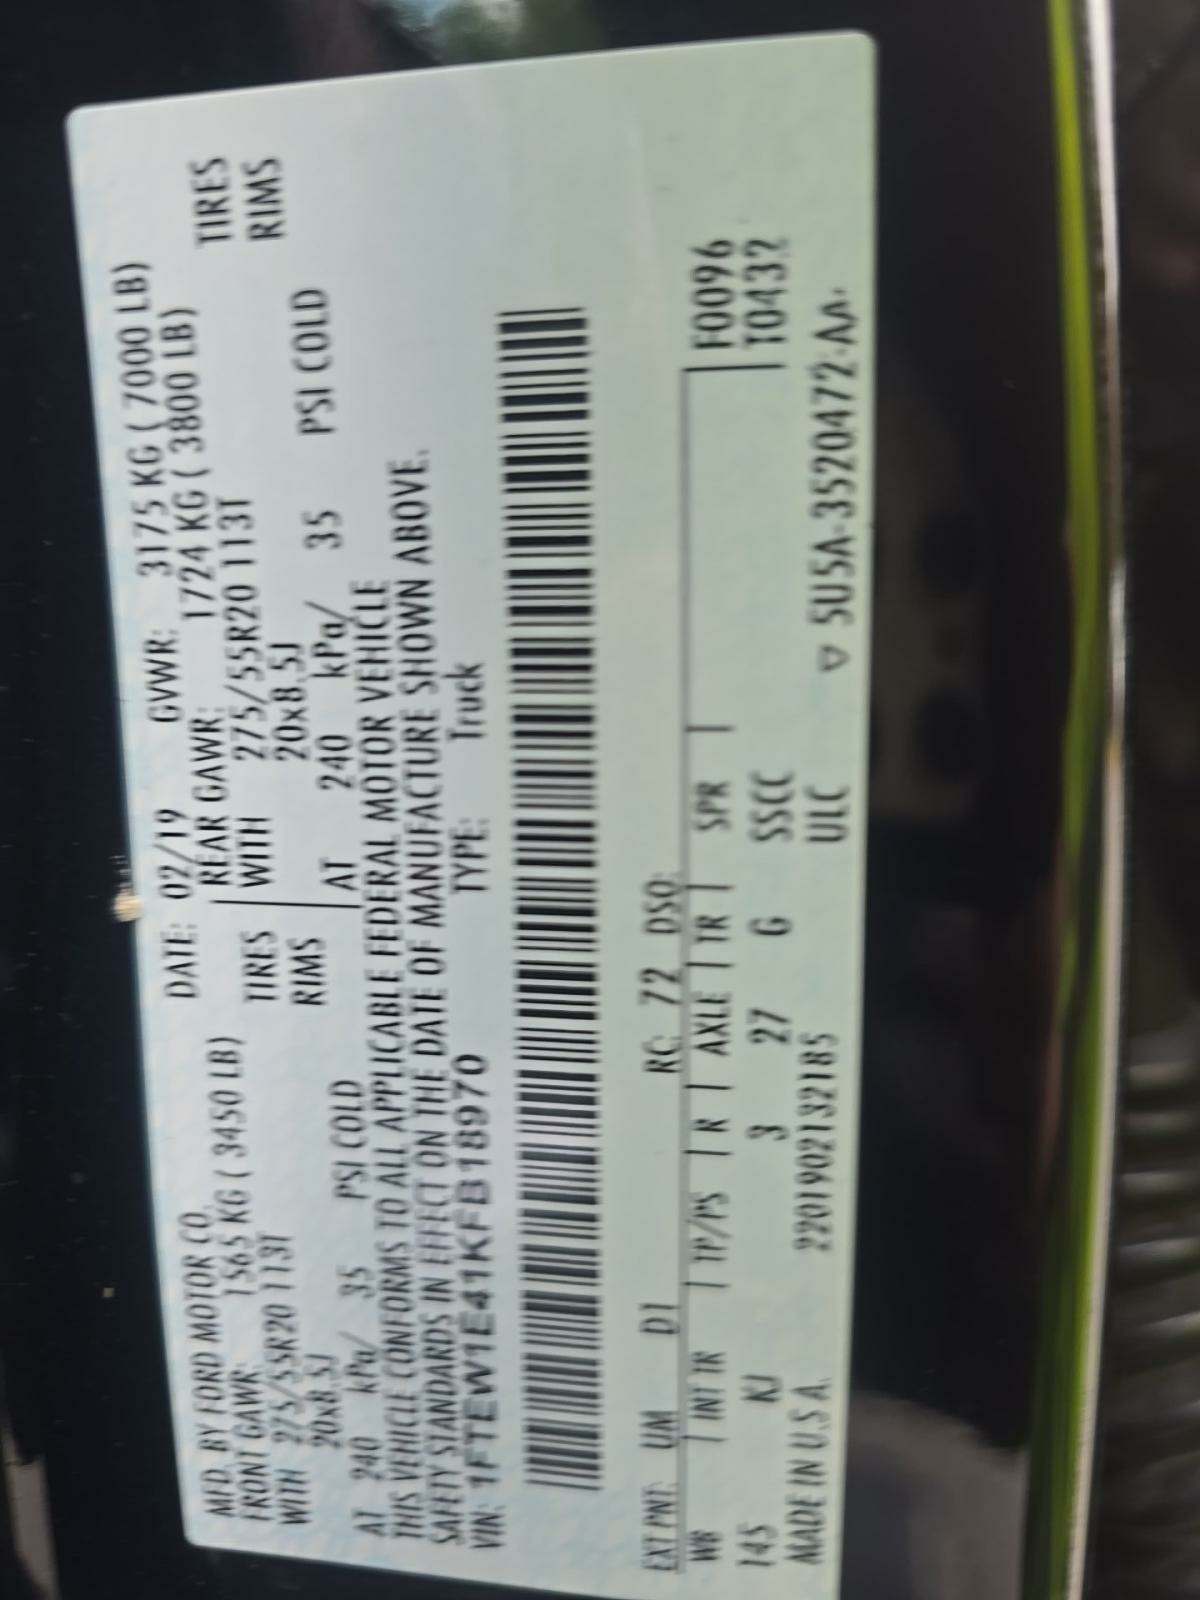 MFD. BY FORD MOTOR CO. DATE: 02/19 GVWR: 3175 KG ( 7000 LB)
FRONT GAWR: 1565 KG ( 3450 LB) REAR GAWR: 1724 KG ( 3800 LB)
WITH 275/55R20 113T TIRES WITH 275/55R20 113T TIRES
20x8.5J RIMS 20x8.5J RIMS
AT 240 kPa/ 35 PSI COLD AT 240 kPa/ 35 PSI COLD
THIS VEHICLE CONFORMS TO ALL APPLICABLE FEDERAL MOTOR VEHICLE
SAFETY STANDARDS IN EFFECT ON THE DATE OF MANUFACTURE SHOWN ABOVE.
VIN: 1FTEW1E41KFB18970 TYPE: Truck
EXT PNT: UM D1 RC: 72 DSO:
WB INT TR TP/PS R AXLE TR SPR F0096
145 KJ 3 27 G SSCC T0432
MADE IN U.S.A. 2201902132185 ULC ▽ 5U5A-3520472-AA